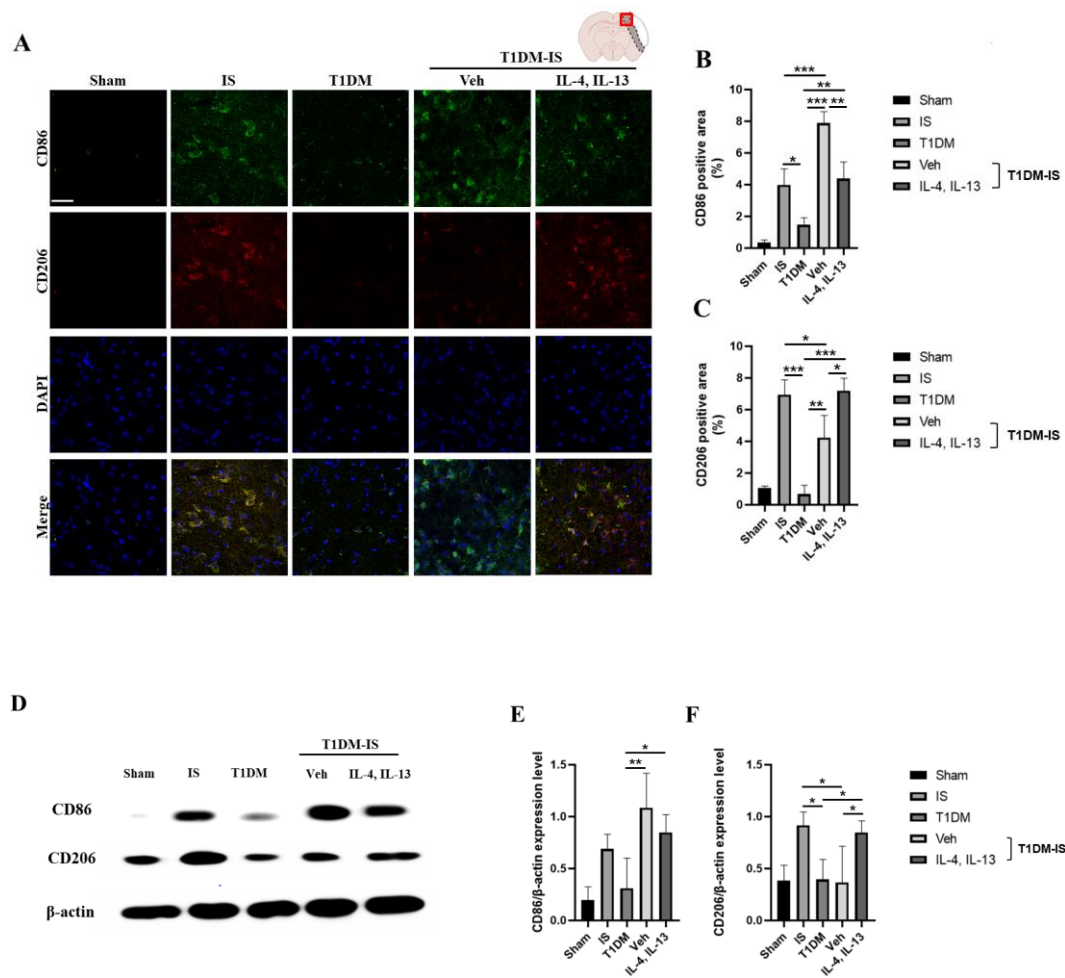 A
T1DM-IS
Sham IS T1DM Veh IL-4, IL-13
CD86
CD206
DAPI
Merge
B
CD86 positive area
(%)
10
8
6
4
2
0
***
**
*** **
*
Sham IS T1DM Veh IL-4, IL-13
Sham
IS
T1DM
Veh
IL-4, IL-13
T1DM-IS
C
CD206 positive area
(%)
10
8
6
4
2
0
*
***
*** *
**
Sham IS T1DM Veh IL-4, IL-13
Sham
IS
T1DM
Veh
IL-4, IL-13
T1DM-IS
D
T1DM-IS
Sham IS T1DM Veh IL-4, IL-13
CD86
CD206
β-actin
E
CD86/β-actin expression level
1.5
1.0
0.5
0.0
*
**
Sham IS T1DM Veh IL-4, IL-13
F
CD206/β-actin expression level
1.5
1.0
0.5
0.0
*
* *
*
Sham IS T1DM Veh IL-4, IL-13
Sham
IS
T1DM
Veh
IL-4, IL-13
T1DM-IS